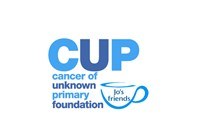 CUP
cancer of
unknown
primary
foundation
Jo's
friends